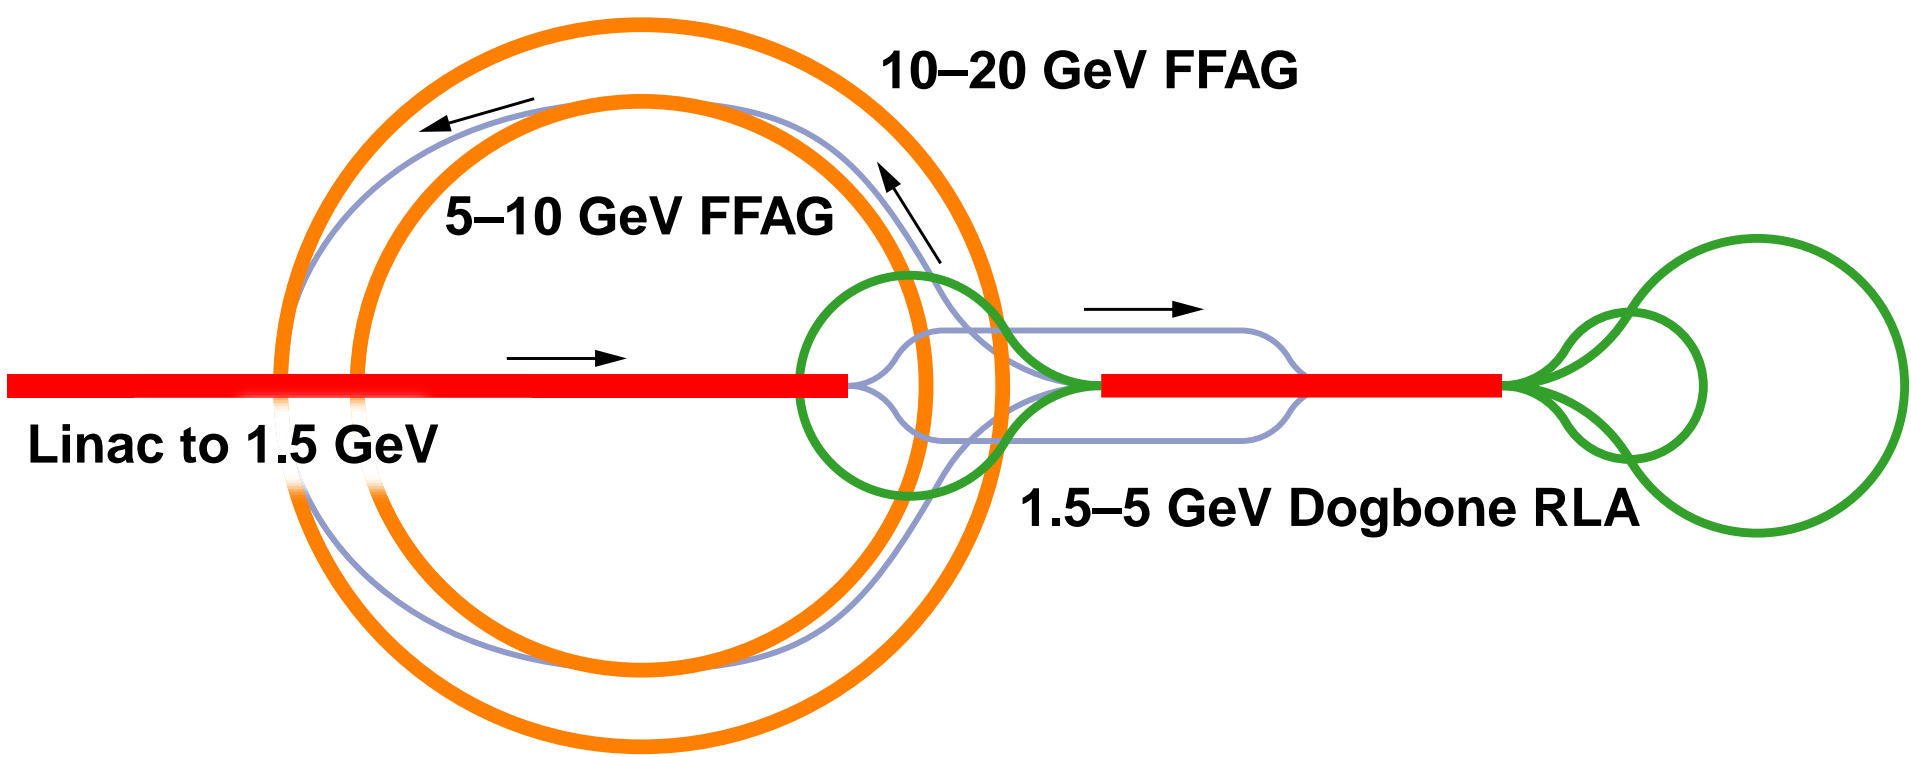 10–20 GeV FFAG
5–10 GeV FFAG
Linac to 1.5 GeV
1.5–5 GeV Dogbone RLA